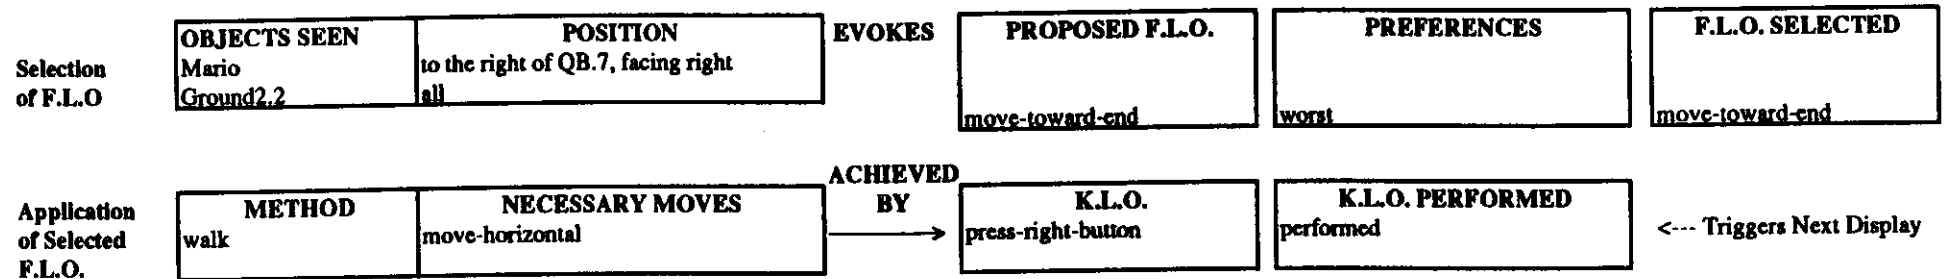 OBJECTS SEEN POSITION EVOKES PROPOSED F.L.O. PREFERENCES F.L.O. SELECTED
Selection Mario to the right of QB.7, facing right
of F.L.O Ground2.2 all
move-toward-end worst move-toward-end
ACHIEVED
Application METHOD NECESSARY MOVES BY K.L.O. K.L.O. PERFORMED
of Selected walk move-horizontal press-right-button performed <--- Triggers Next Display
F.L.O.